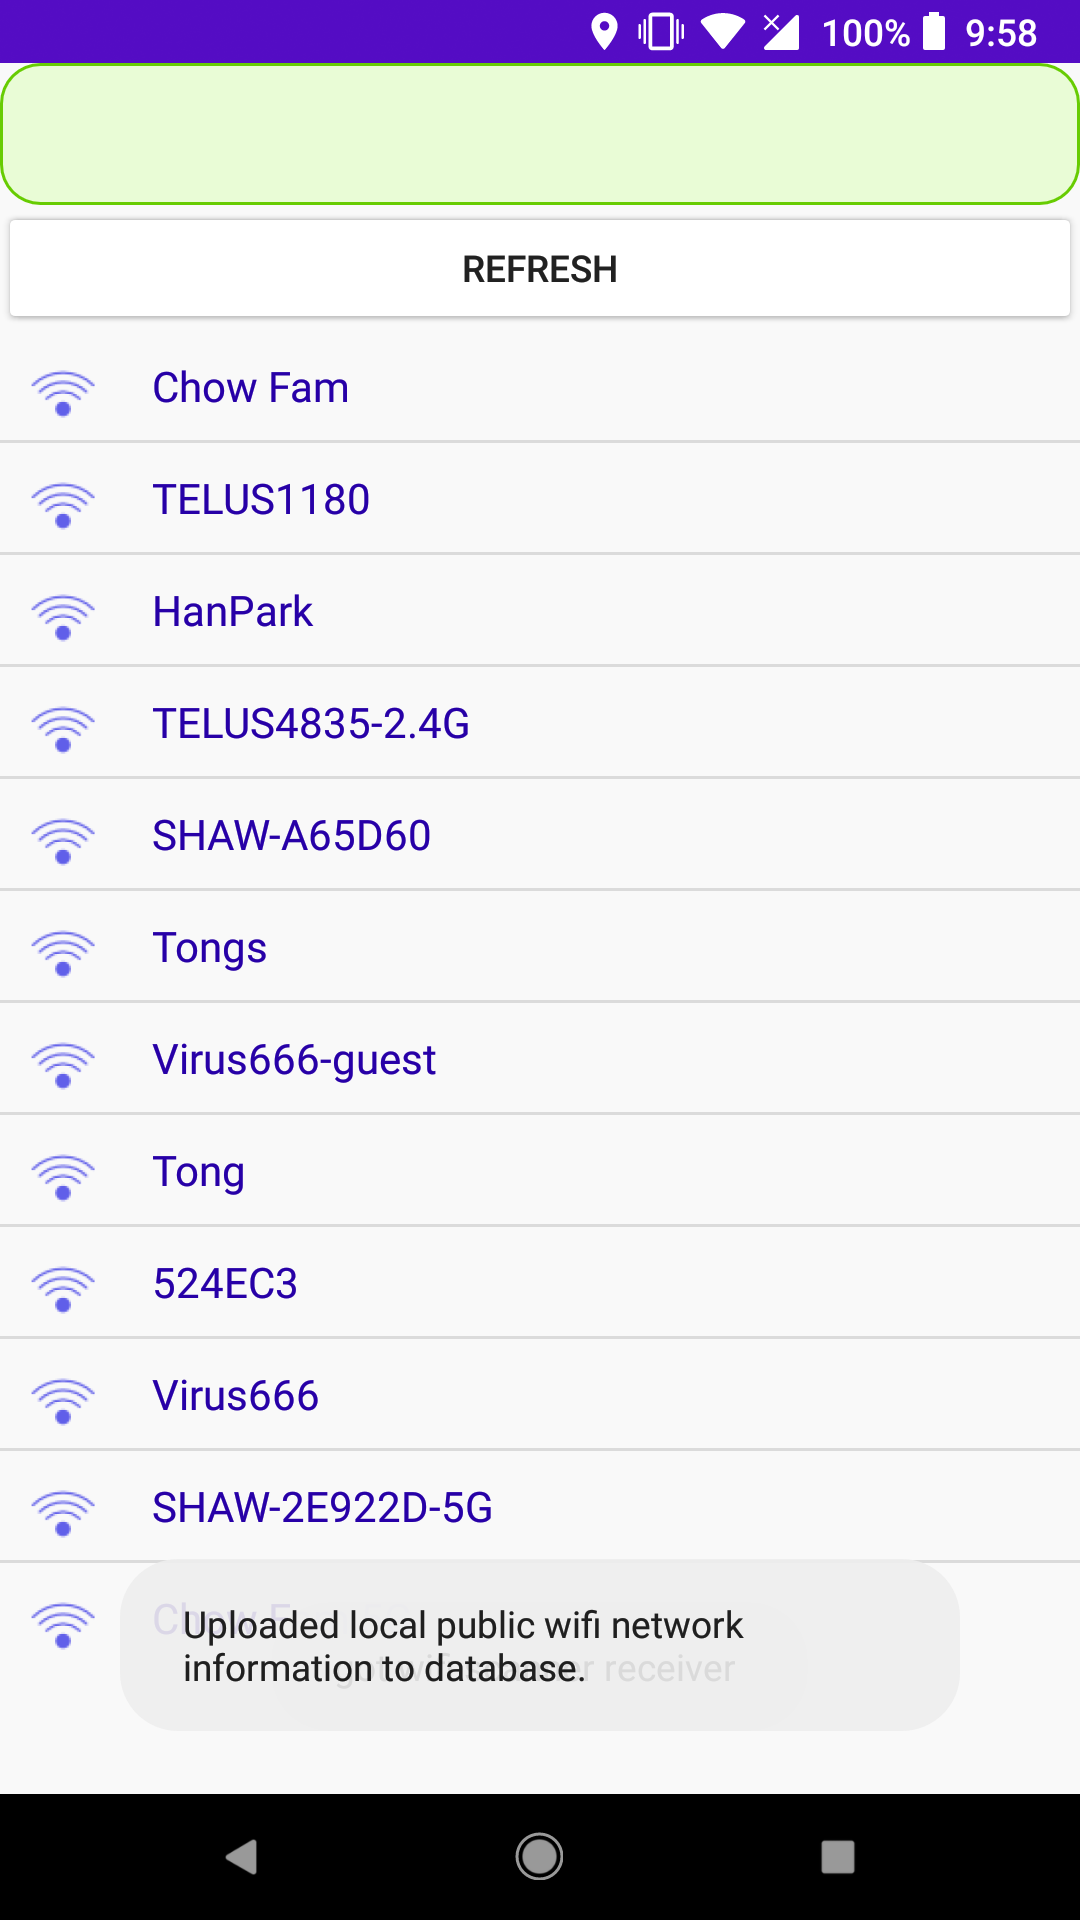 100% 9:58
REFRESH
Chow Fam
TELUS1180
HanPark
TELUS4835-2.4G
SHAW-A65D60
Tongs
Virus666-guest
Tong
524EC3
Virus666
SHAW-2E922D-5G
Chow F
Uploaded local public wifi network
information to database.
receiver